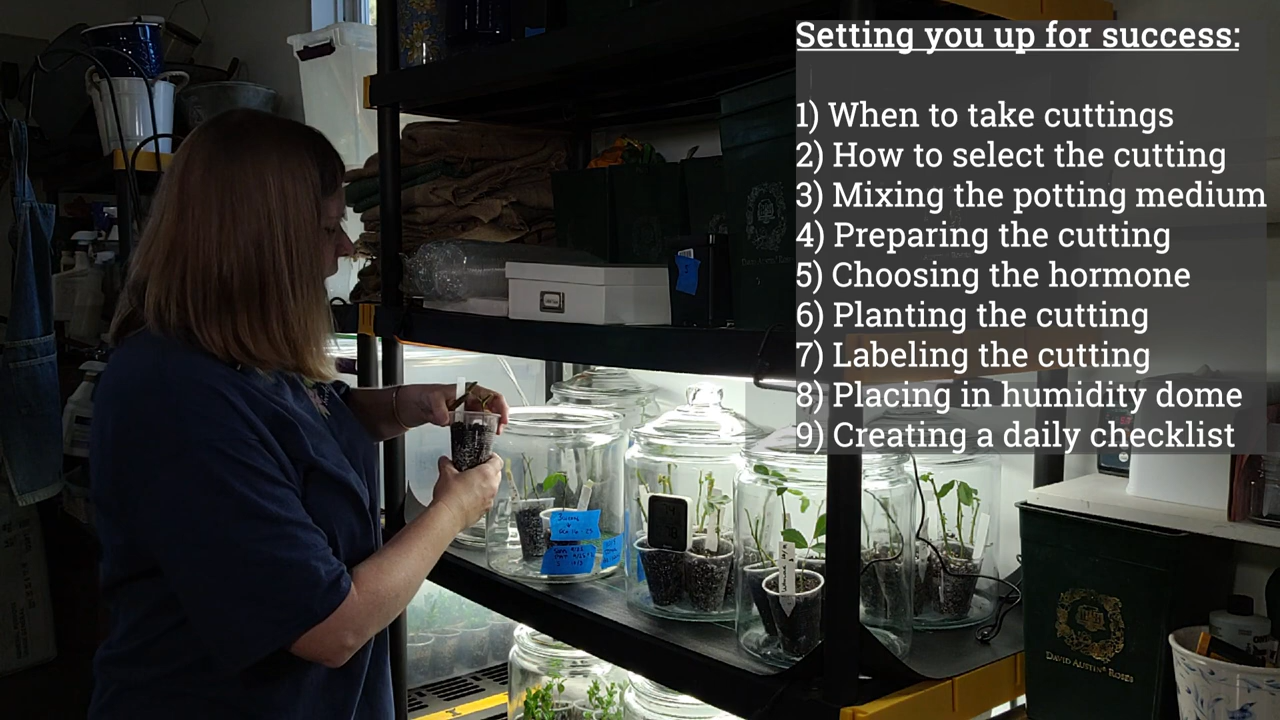 Setting you up for success:
1) When to take cuttings
2) How to select the cutting
3) Mixing the potting medium
4) Preparing the cutting
5) Choosing the hormone
6) Planting the cutting
7) Labeling the cutting
8) Placing in humidity dome
9) Creating a daily checklist
DAVID AUSTIN® ROSES